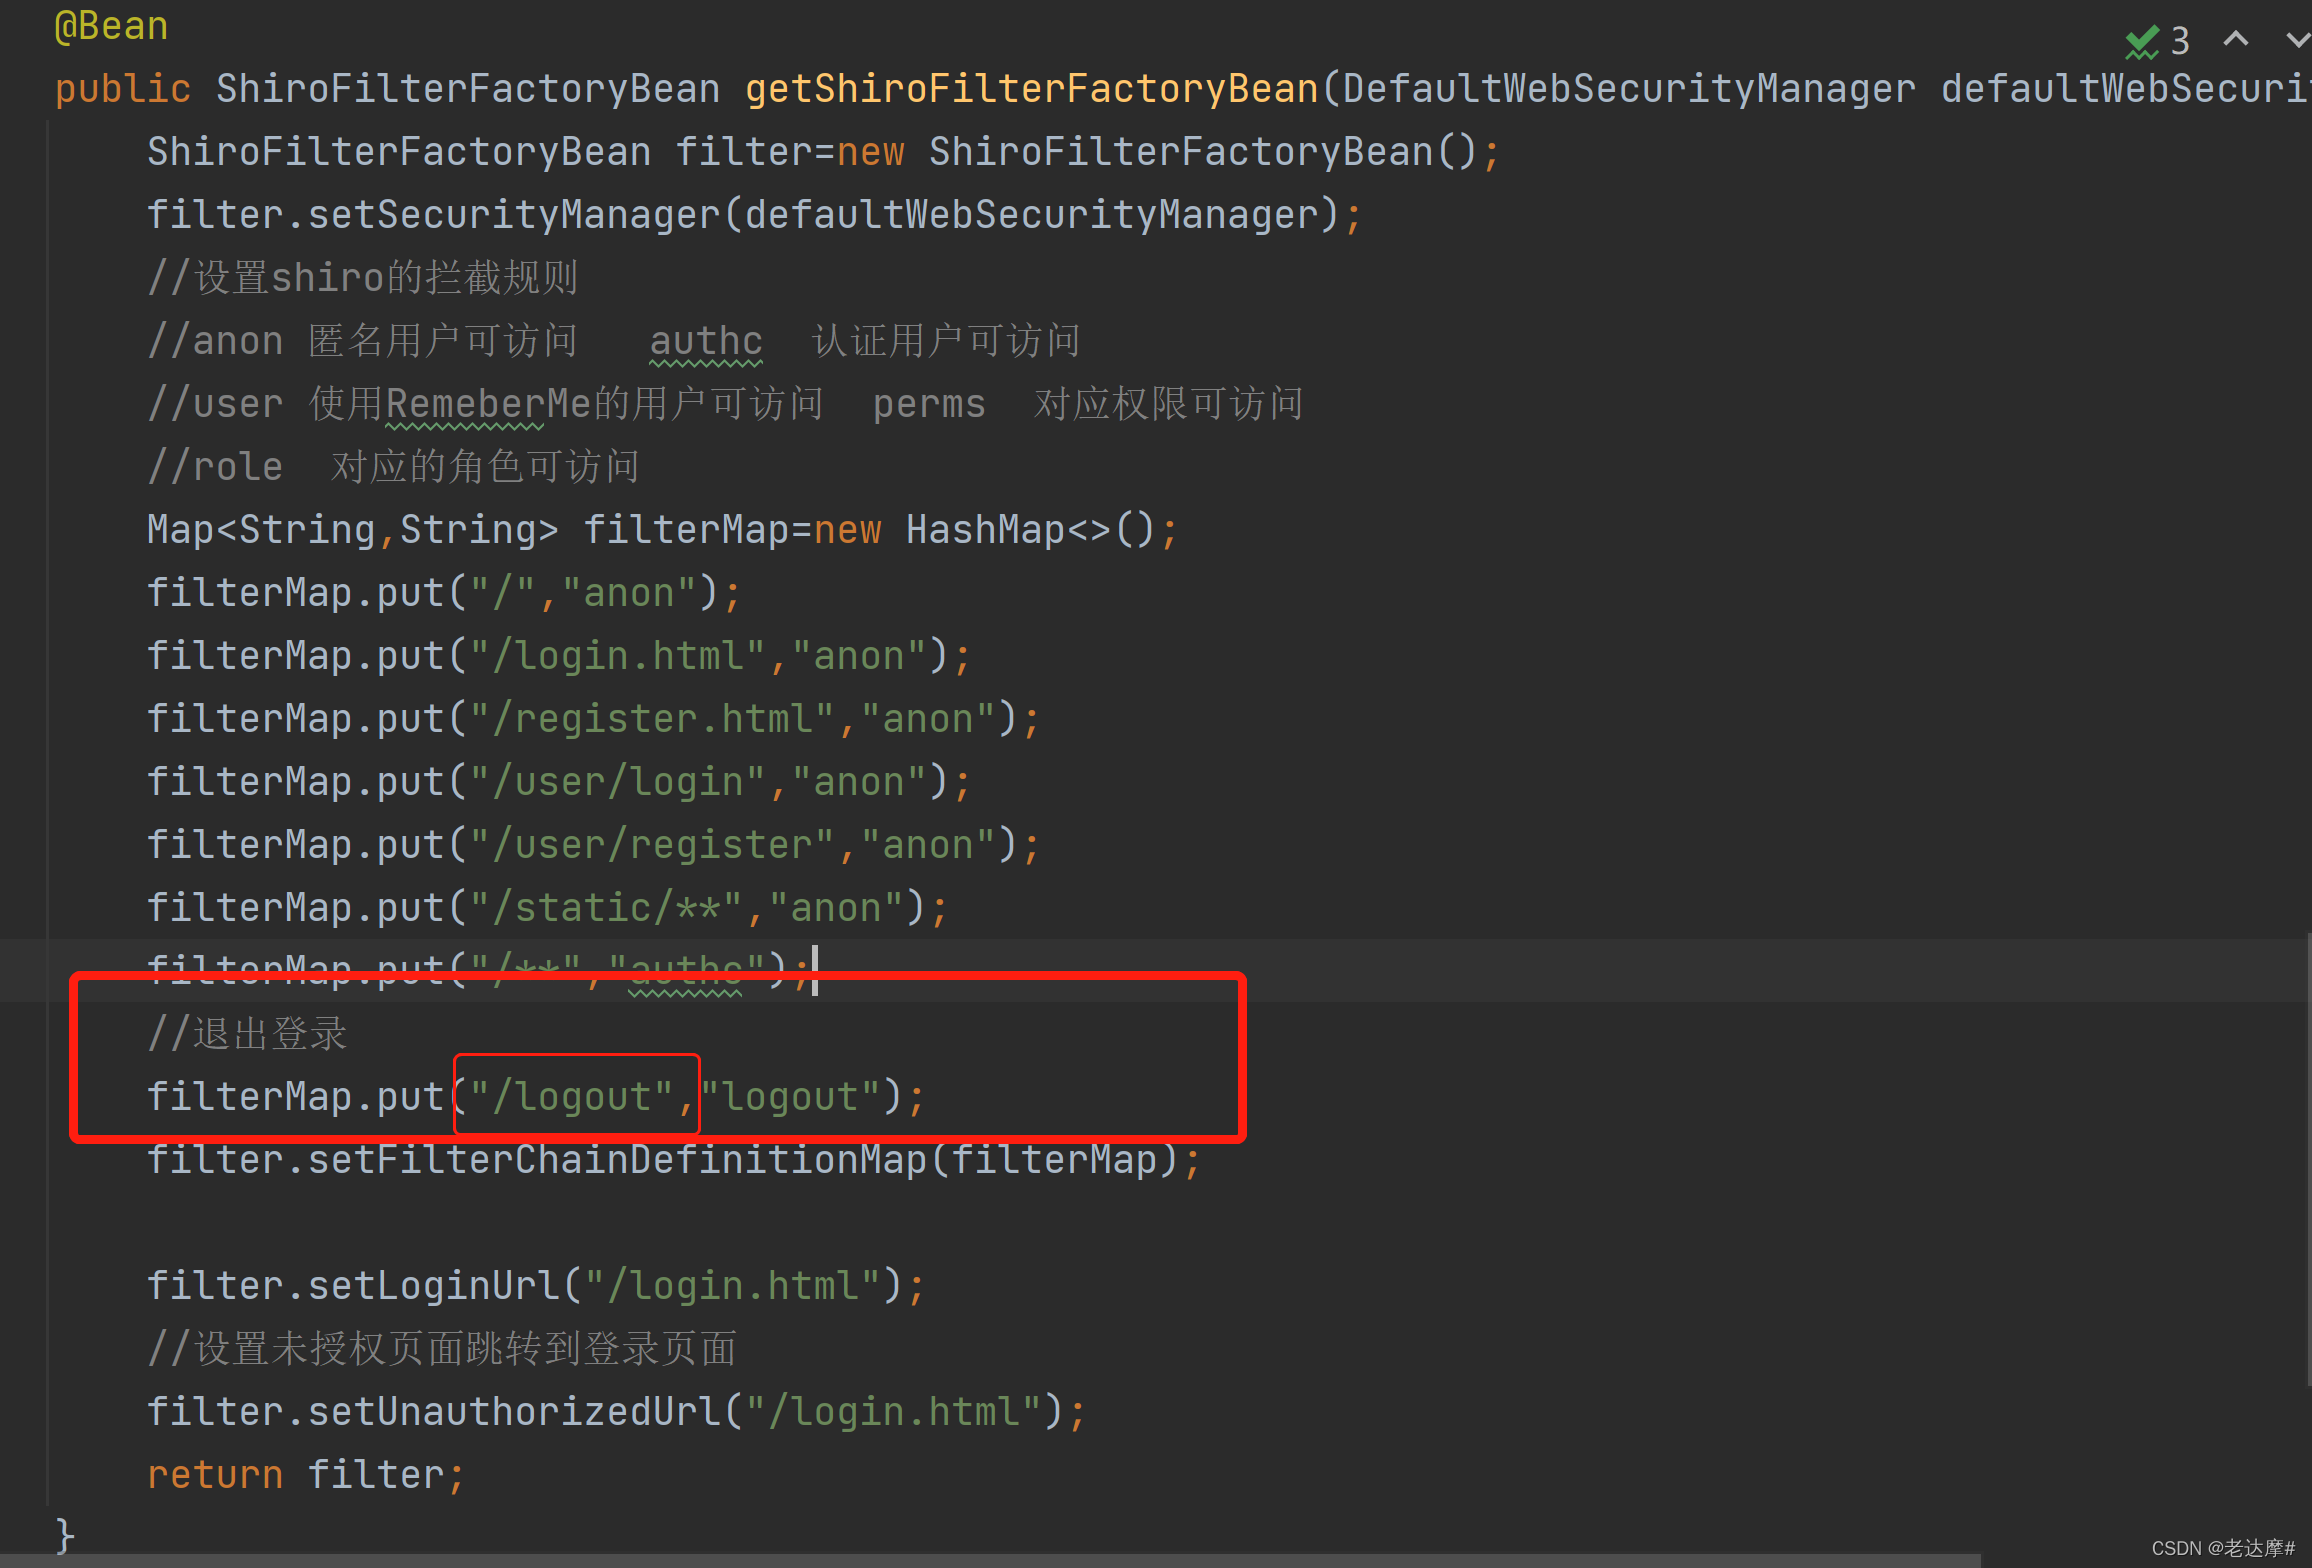 @Bean
3
public ShiroFilterFactoryBean getShiroFilterFactoryBean(DefaultWebSecurityManager defaultWebSecurit
ShiroFilterFactoryBean filter=new ShiroFilterFactoryBean();
filter.setSecurityManager(defaultWebSecurityManager);
//设置shiro的拦截规则
//anon 匿名用户可访问   authc  认证用户可访问
//user 使用RemeberMe的用户可访问  perms  对应权限可访问
//role  对应的角色可访问
Map<String,String> filterMap=new HashMap<>();
filterMap.put("/","anon");
filterMap.put("/login.html","anon");
filterMap.put("/register.html","anon");
filterMap.put("/user/login","anon");
filterMap.put("/user/register","anon");
filterMap.put("/static/**","anon");
filterMap.put("/**","authc");
//退出登录
filterMap.put("/logout","logout");
filter.setFilterChainDefinitionMap(filterMap);
filter.setLoginUrl("/login.html");
//设置未授权页面跳转到登录页面
filter.setUnauthorizedUrl("/login.html");
return filter;
}
CSDN @老达摩#